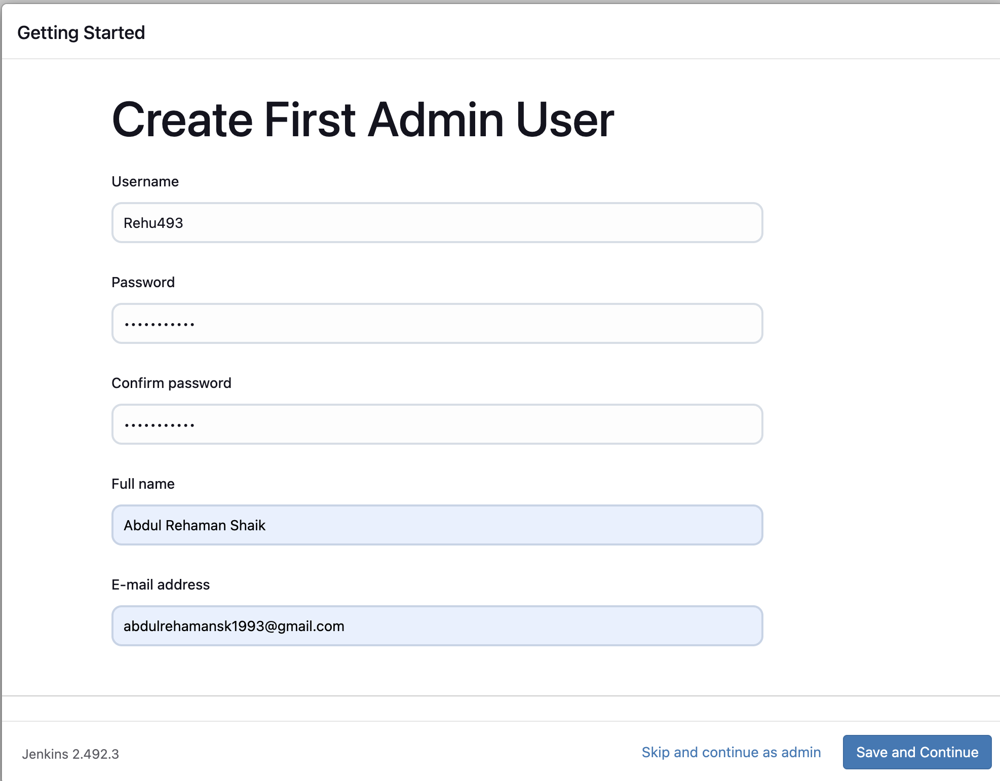 Getting Started
Create First Admin User
Username
Rehu493
Password
•••••••••••
Confirm password
•••••••••••
Full name
Abdul Rehaman Shaik
E-mail address
abdulrehamansk1993@gmail.com
Jenkins 2.492.3
Skip and continue as admin
Save and Continue